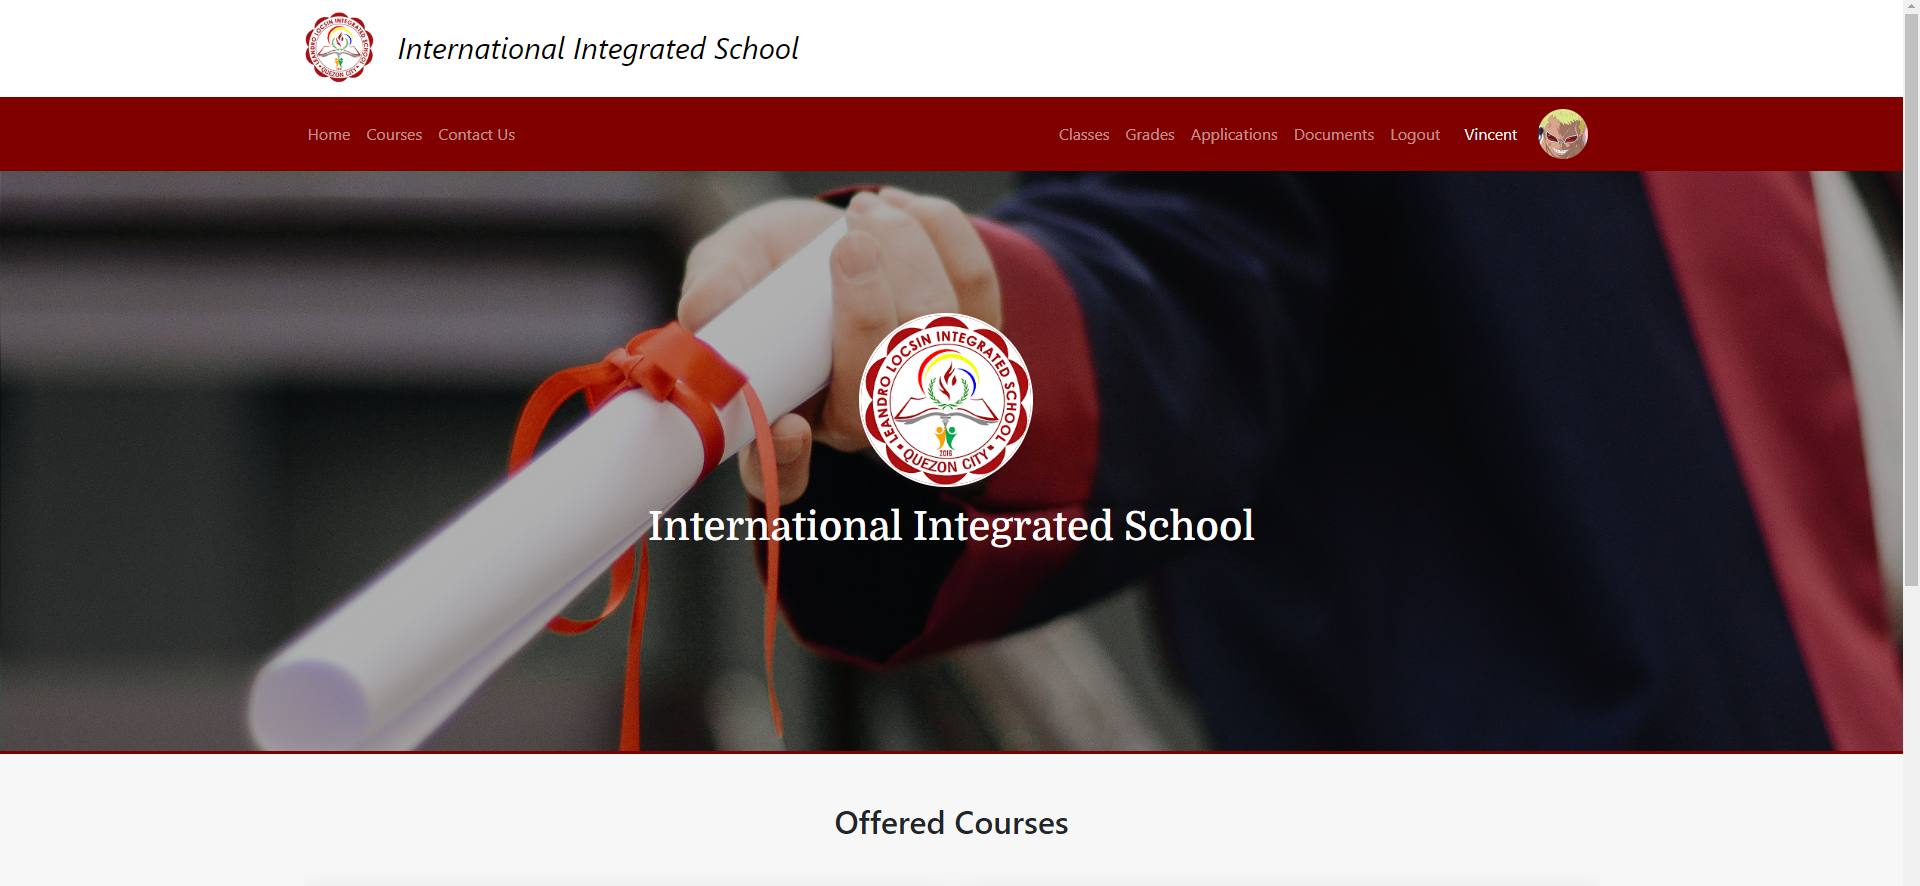 LEANDRO LOCSIN INTEGRATED SCHOOL
QUEZON CITY
International Integrated School
Home Courses Contact Us Classes Grades Applications Documents Logout Vincent
LEANDRO LOCSIN INTEGRATED SCHOOL
2016
QUEZON CITY
International Integrated School
Offered Courses